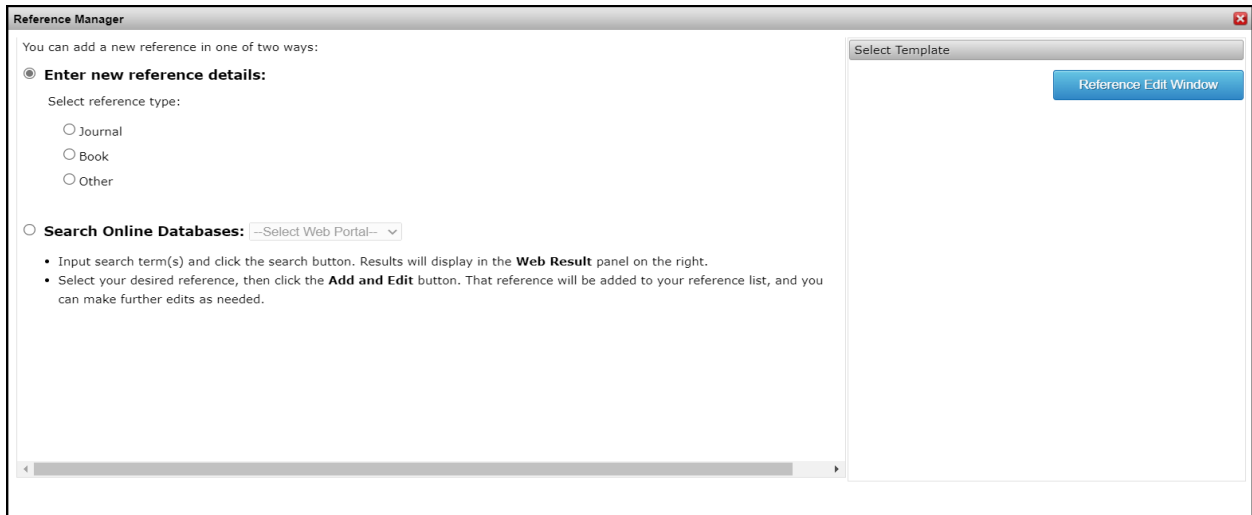 Reference Manager
You can add a new reference in one of two ways:
Enter new reference details:
Select reference type:
Journal
Book
Other
Search Online Databases: --Select Web Portal--
• Input search term(s) and click the search button. Results will display in the Web Result panel on the right.
• Select your desired reference, then click the Add and Edit button. That reference will be added to your reference list, and you
can make further edits as needed.
Select Template
Reference Edit Window